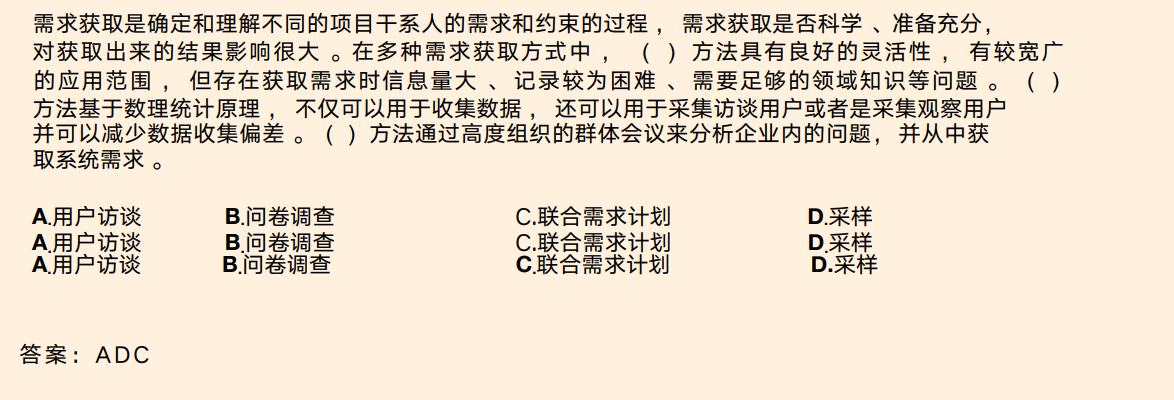 需求获取是确定和理解不同的项目干系人的需求和约束的过程 ， 需求获取是否科学 、准备充分，
对获取出来的结果影响很大 。在多种需求获取方式中 ， （ ）方法具有良好的灵活性 ， 有较宽广
的应用范围 ， 但存在获取需求时信息量大 、记录较为困难 、需要足够的领域知识等问题 。 （ ）
方法基于数理统计原理 ， 不仅可以用于收集数据 ， 还可以用于采集访谈用户或者是采集观察用户
并可以减少数据收集偏差 。（ ）方法通过高度组织的群体会议来分析企业内的问题，并从中获
取系统需求 。
A.用户访谈 B.问卷调查 C.联合需求计划 D.采样
A.用户访谈 B.问卷调查 C.联合需求计划 D.采样
A.用户访谈 B.问卷调查 C.联合需求计划 D.采样
答案：ADC